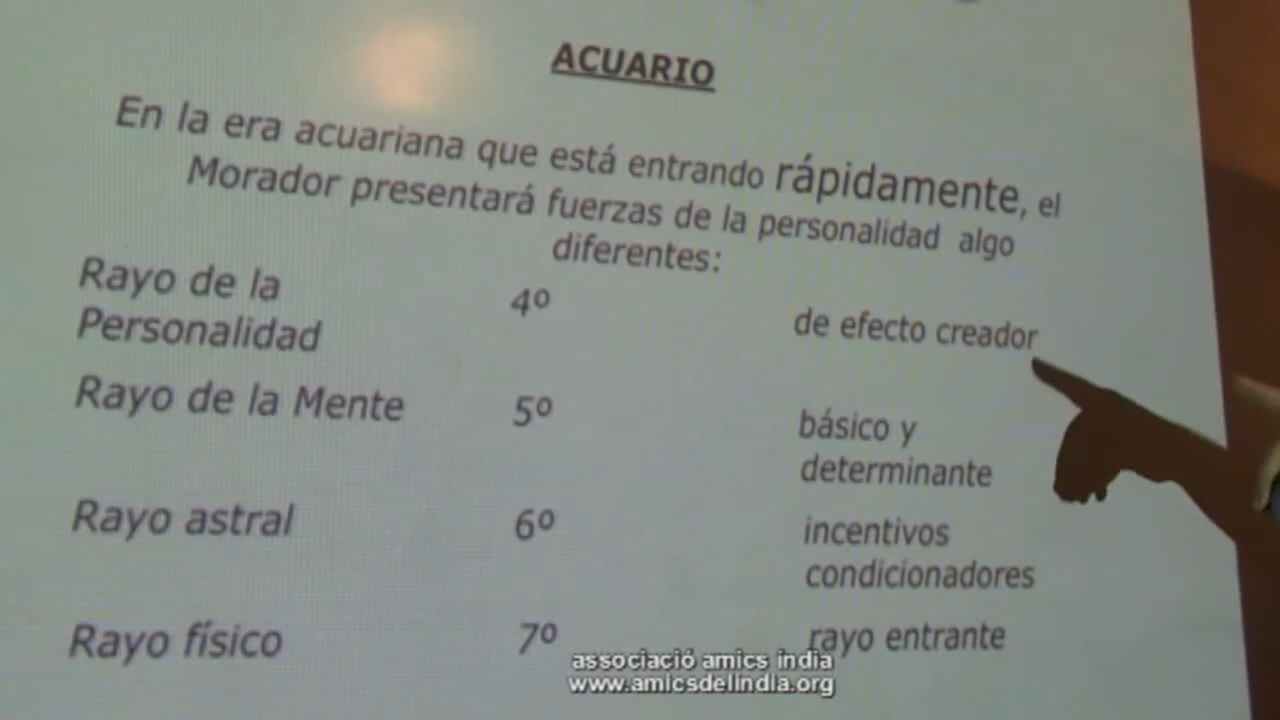 ACUARIO
En la era acuariana que está entrando rápidamente, el
Morador presentará fuerzas de la personalidad algo
diferentes:
Rayo de la
Personalidad
4º
de efecto creador
Rayo de la Mente
5º
básico y
determinante
Rayo astral
6º
incentivos
condicionadores
Rayo físico
7º
rayo entrante
associació amics india
www.amicsdelindia.org